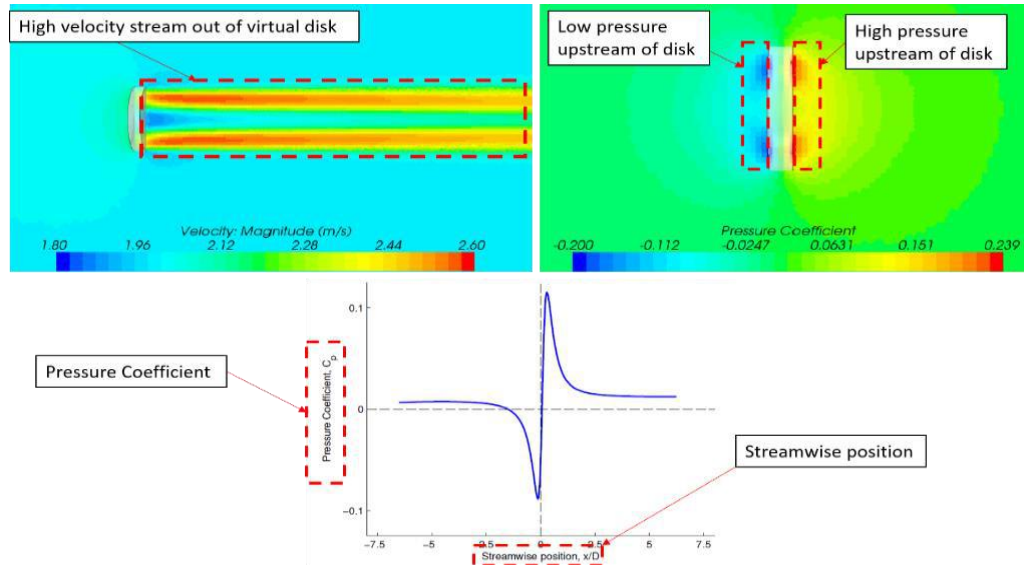 High velocity stream out of virtual disk
Low pressure
upstream of disk
High pressure
upstream of disk
Velocity: Magnitude (m/s)
1.80 1.96 2.12 2.28 2.44 2.60
Pressure Coefficient
-0.200 -0.112 -0.0247 0.0631 0.151 0.239
Pressure Coefficient
Pressure Coefficient, Cp
0.1
0
−0.1
Streamwise position
−7.5 −5 −2.5 0 2.5 5 7.5
Streamwise position, x/D